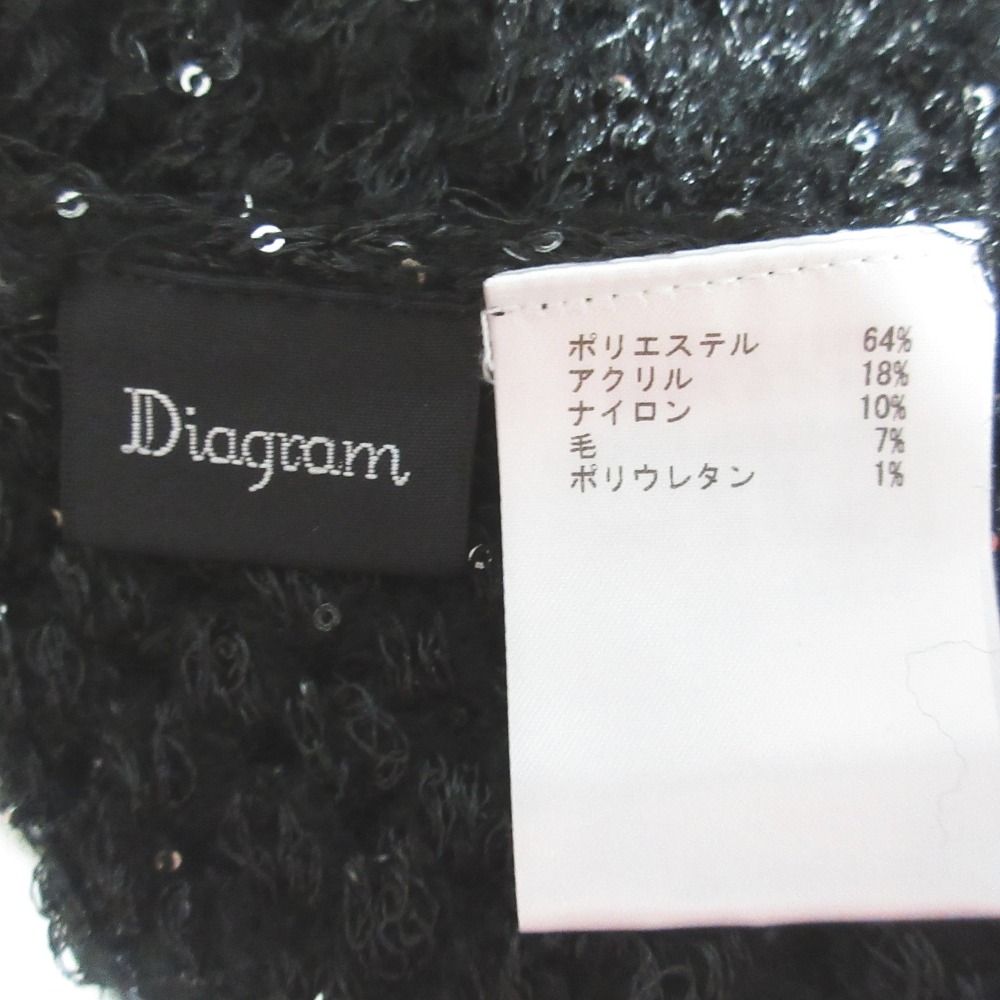 Diagram
ポリエステル 64%
アクリル 18%
ナイロン 10%
毛 7%
ポリウレタン 1%